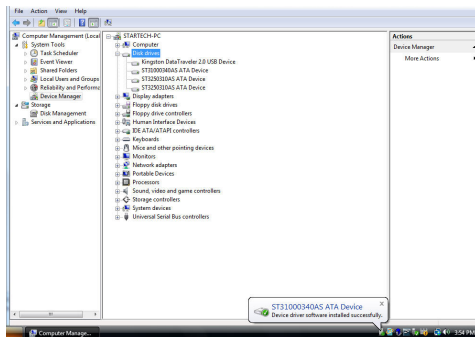 File Action View Help
Computer Management (Local
System Tools
Task Scheduler
Event Viewer
Shared Folders
Local Users and Groups
Reliability and Performa
Device Manager
Storage
Disk Management
Services and Applications
STARTECH-PC
Computer
Disk drives
Kingston DataTraveler 2.0 USB Device
ST31000340AS ATA Device
ST3250310AS ATA Device
ST3250310AS ATA Device
Display adapters
Floppy disk drives
Floppy drive controllers
Human Interface Devices
IDE ATA/ATAPI controllers
Keyboards
Mice and other pointing devices
Monitors
Network adapters
Portable Devices
Processors
Sound, video and game controllers
Storage controllers
System devices
Universal Serial Bus controllers
Actions
Device Manager
More Actions
ST31000340AS ATA Device
Device driver software installed successfully.
Computer Manage...
3:54 PM